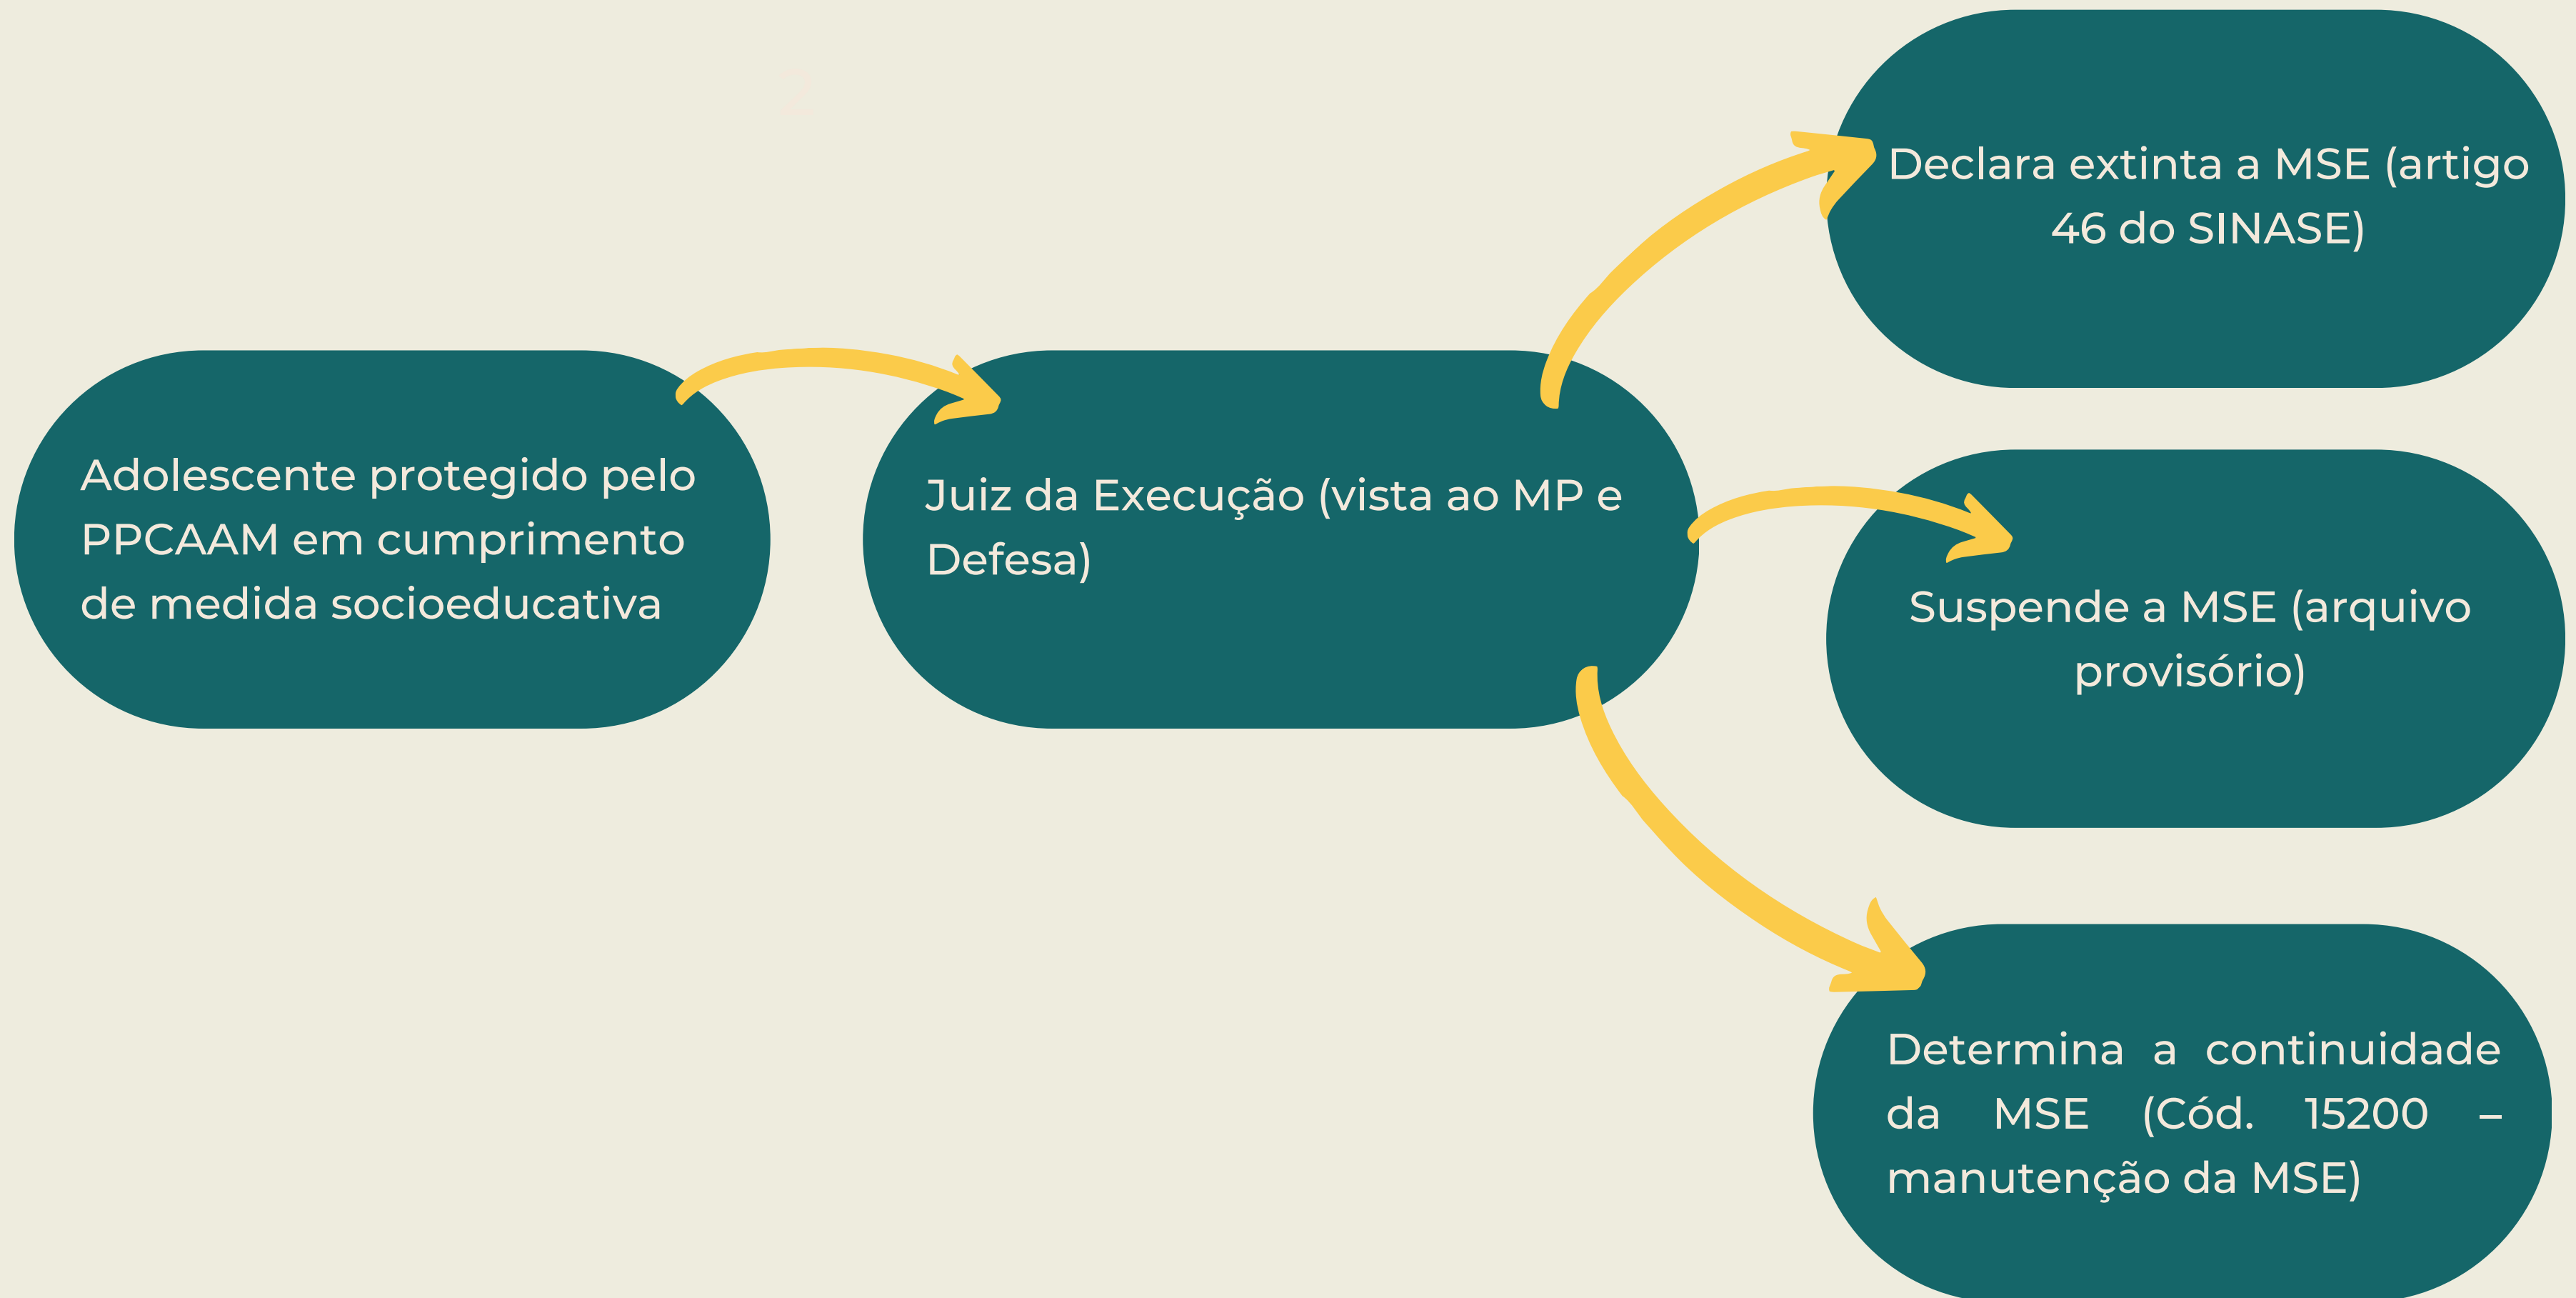 2
Adolescente protegido pelo
PPCAAM em cumprimento
de medida socioeducativa
Juiz da Execução (vista ao MP e
Defesa)
Declara extinta a MSE (artigo
46 do SINASE)
Suspende a MSE (arquivo
provisório)
Determina a continuidade
da MSE (Cód. 15200 –
manutenção da MSE)